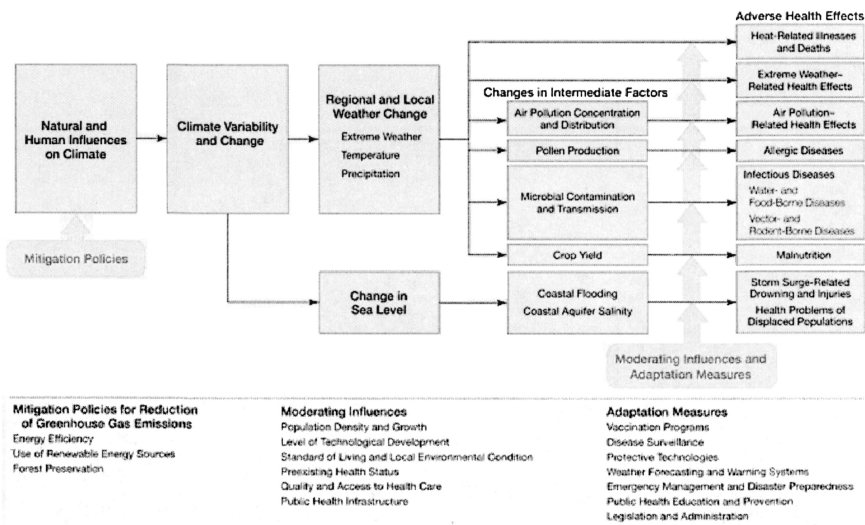 Adverse Health Effects
Heat-Related Illnesses
and Deaths
Extreme Weather–
Related Health Effects
Changes in Intermediate Factors
Regional and Local
Weather Change
Extreme Weather
Temperature
Precipitation
Natural and
Human Influences
on Climate
Climate Variability
and Change
Air Pollution Concentration
and Distribution
Air Pollution–
Related Health Effects
Pollen Production
Allergic Diseases
Microbial Contamination
and Transmission
Infectious Diseases
Water- and
Food-Borne Diseases
Vector- and
Rodent-Borne Diseases
Mitigation Policies
Crop Yield
Malnutrition
Change in
Sea Level
Coastal Flooding
Coastal Aquifer Salinity
Storm Surge-Related
Drowning and Injuries
Health Problems of
Displaced Populations
Moderating Influences and
Adaptation Measures
Mitigation Policies for Reduction
of Greenhouse Gas Emissions
Energy Efficiency
Use of Renewable Energy Sources
Forest Preservation
Moderating Influences
Population Density and Growth
Level of Technological Development
Standard of Living and Local Environmental Condition
Preexisting Health Status
Quality and Access to Health Care
Public Health Infrastructure
Adaptation Measures
Vaccination Programs
Disease Surveillance
Protective Technologies
Weather Forecasting and Warning Systems
Emergency Management and Disaster Preparedness
Public Health Education and Prevention
Legislation and Administration